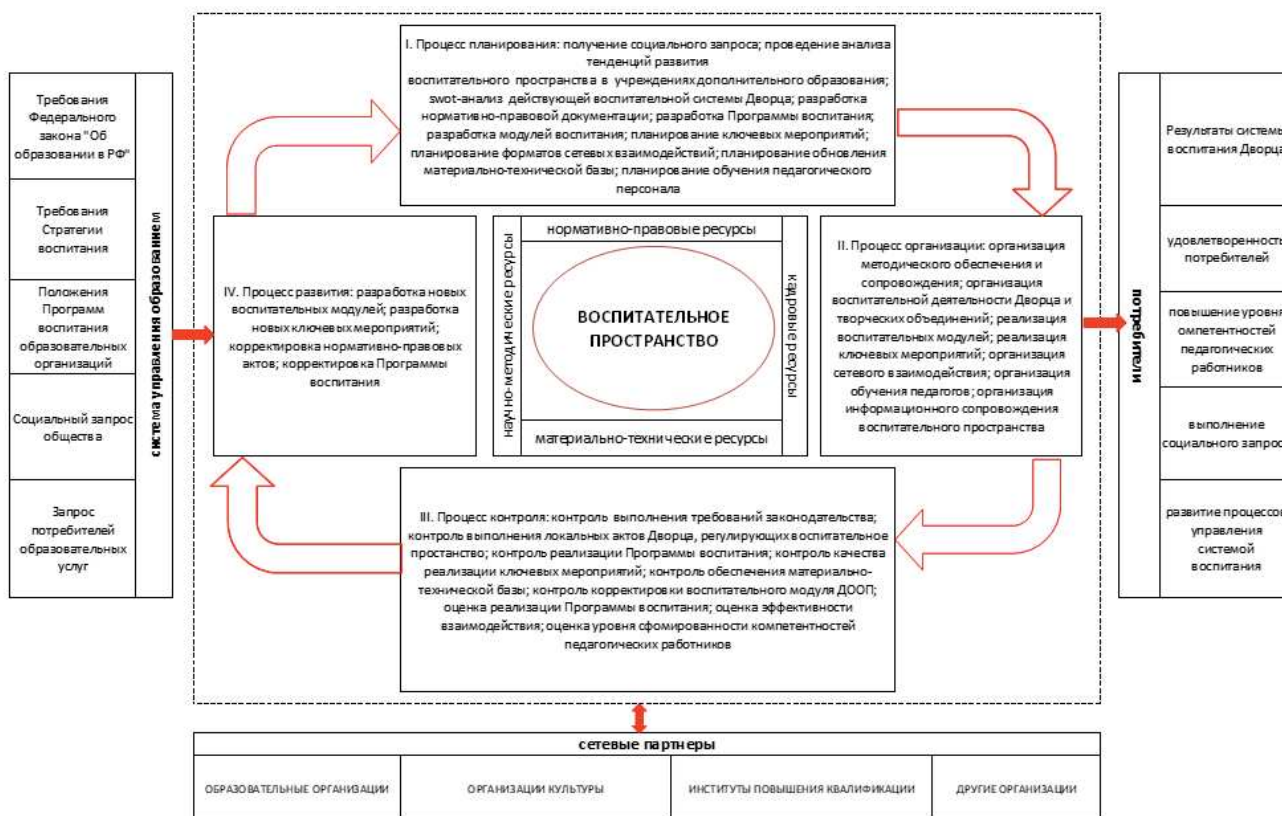 I. Процесс планирования: получение социального запроса; проведение анализа
тенденций развития
воспитательного пространства в учреждениях дополнительного образования;
swot-анализ действующей воспитательной системы Дворца; разработка
нормативно-правовой документации; разработка Программы воспитания;
разработка модулей воспитания; планирование ключевых мероприятий;
планирование форматов сетевых взаимодействий; планирование обновления
материально-технической базы; планирование обучения педагогического
персонала
Требования
Федерального
закона "Об
образовании в РФ"
Требования
Стратегии
воспитания
Положения
Программ
воспитания
образовательных
организаций
Социальный запрос
общества
Запрос
потребителей
образовательных
услуг
система управления образованием
IV. Процесс развития: разработка новых
воспитательных модулей; разработка
новых ключевых мероприятий;
корректировка нормативно-правовых
актов; корректировка Программы
воспитания
научно-методические ресурсы
нормативно-правовые ресурсы
ВОСПИТАТЕЛЬНОЕ
ПРОСТРАНСТВО
материально-технические ресурсы
кадровые ресурсы
II. Процесс организации: организация
методического обеспечения и
сопровождения; организация
воспитательной деятельности Дворца и
творческих объединений; реализация
воспитательных модулей; реализация
ключевых мероприятий; организация
сетевого взаимодействия; организация
обучения педагогов; организация
информационного сопровождения
воспитательного пространства
потребители
Результаты системы
воспитания Дворца
удовлетворенность
потребителей
повышение уровня
омпетентностей
педагогических
работников
выполнение
социального запрос
развитие процессов
управления
системой
воспитания
III. Процесс контроля: контроль выполнения требований законодательства;
контроль выполнения локальных актов Дворца, регулирующих воспитательное
престанство; контроль реализации Программы воспитания; контроль качества
реализации ключевых мероприятий; контроль обеспечения материально-
технической базы; контроль корректировки воспитательного модуля ДООП;
оценка реализации Программы воспитания; оценка эффективности
взаимодействия; оценка уровня сформированности компетентностей
педагогических работников
сетевые партнеры
ОБРАЗОВАТЕЛЬНЫЕ ОРГАНИЗАЦИИ
ОРГАНИЗАЦИИ КУЛЬТУРЫ
ИНСТИТУТЫ ПОВЫШЕНИЯ КВАЛИФИКАЦИИ
ДРУГИЕ ОРГАНИЗАЦИИ